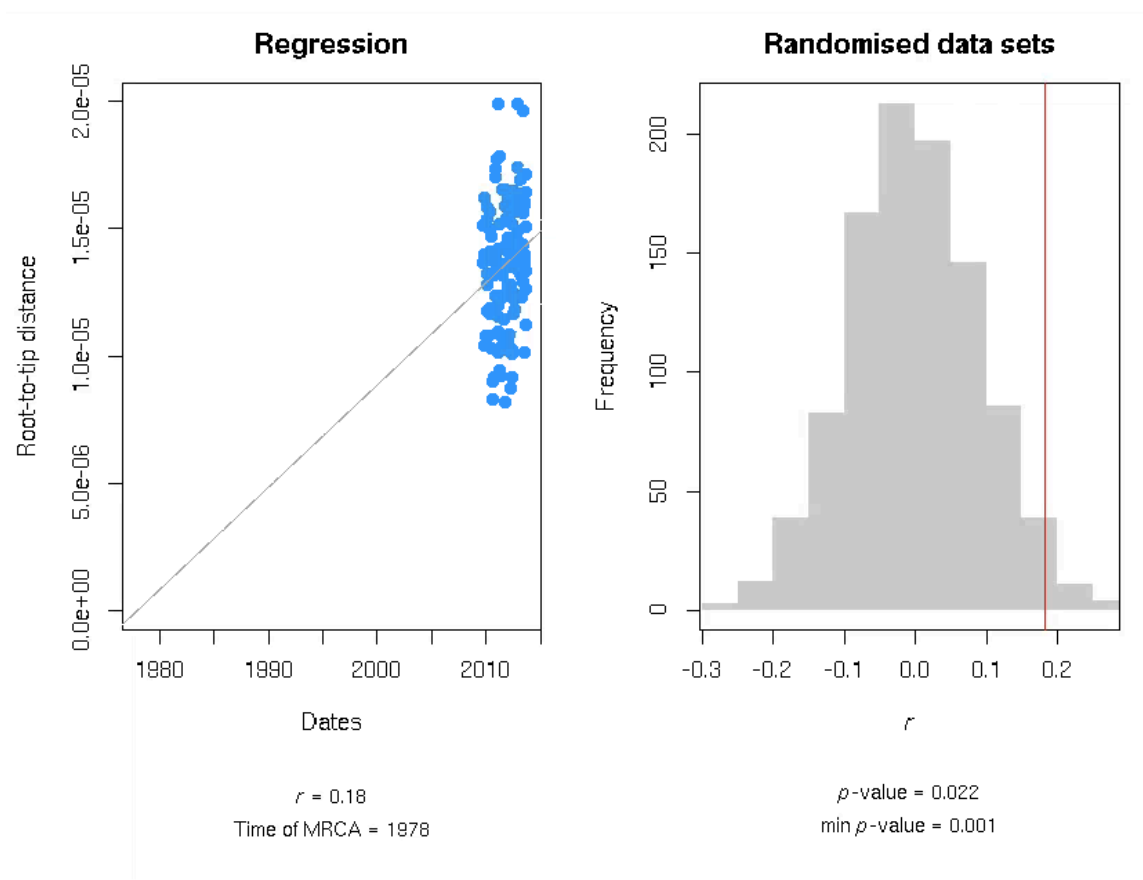 Regression
Root-to-tip distance
2.0e-05
1.5e-05
1.0e-05
5.0e-06
0.0e+00
1980 1990 2000 2010
Dates
r = 0.18
Time of MRCA = 1978
Randomised data sets
Frequency
200
150
100
50
0
-0.3 -0.2 -0.1 0.0 0.1 0.2
r
p-value = 0.022
min p-value = 0.001